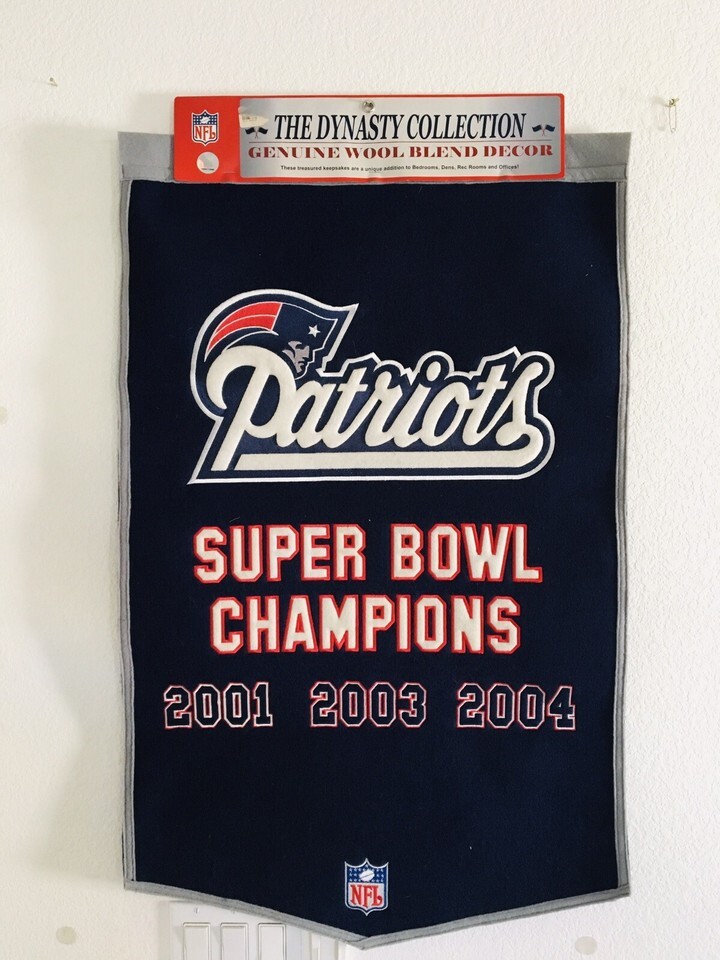 NFL
THE DYNASTY COLLECTION
GENUINE WOOL BLEND DECOR
These treasured keepsakes are a unique addition to Bedrooms, Dens, Rec Rooms and Offices!
Patriots
SUPER BOWL
CHAMPIONS
2001 2003 2004
NFL